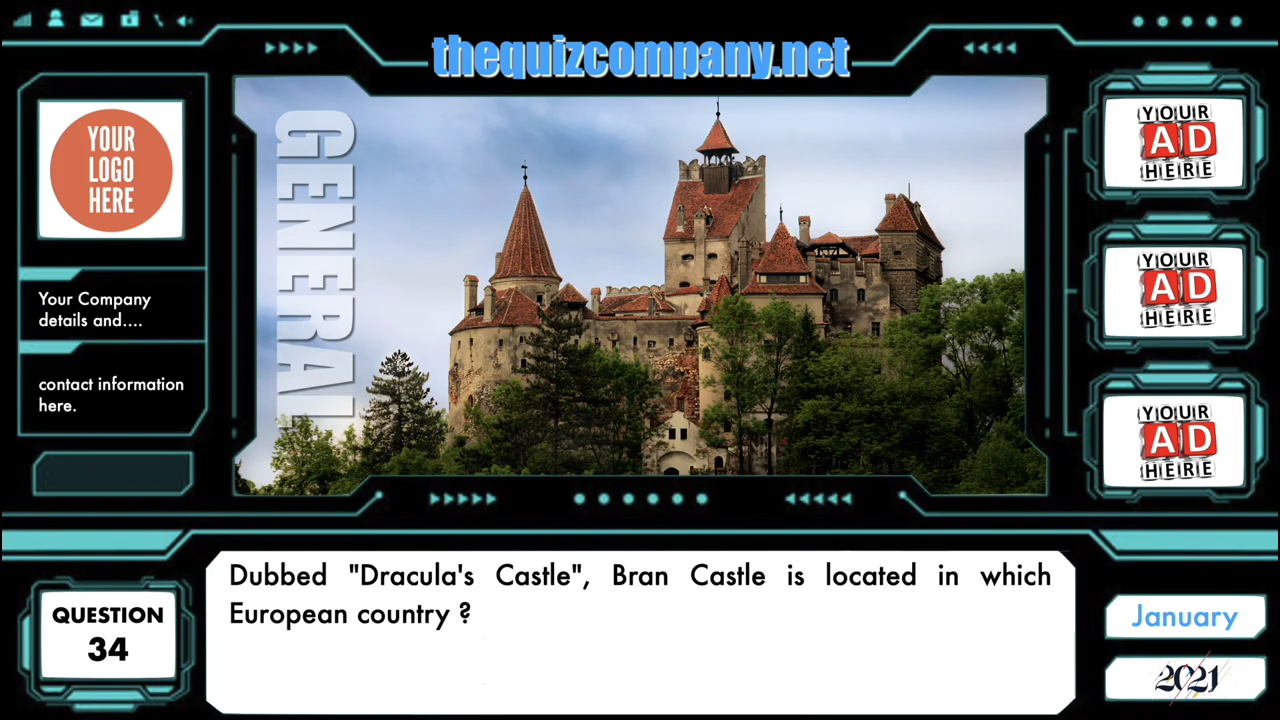 thequizcompany.net
GENERAL
YOUR
LOGO
HERE
Your Company
details and....
contact information
here.
YOUR
AD
HERE
YOUR
AD
HERE
YOUR
AD
HERE
QUESTION
34
Dubbed "Dracula's Castle", Bran Castle is located in which
European country ?
January
2021